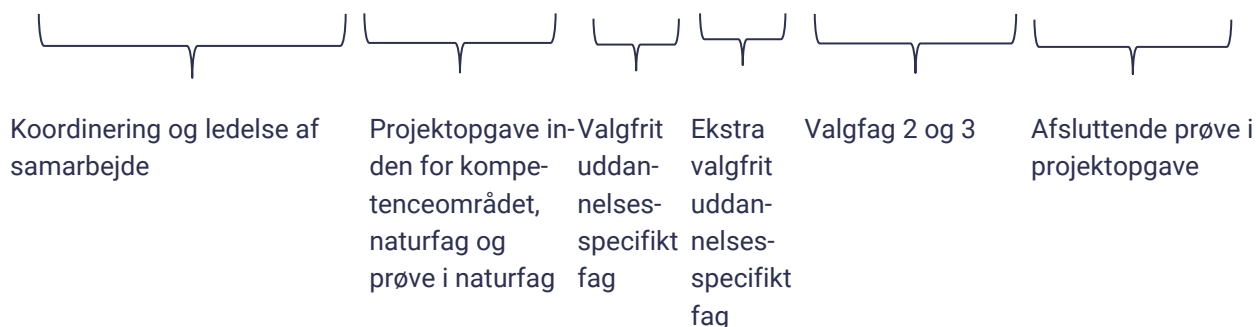 Koordinering og ledelse af
samarbejde
Projektopgave in-
den for kompe-
tenceområdet,
naturfag og
prøve i naturfag
Valgfrit
uddan-
nelses-
specifikt
fag
Ekstra
valgfrit
uddan-
nelses-
specifikt
fag
Valgfag 2 og 3
Afsluttende prøve i
projektopgave